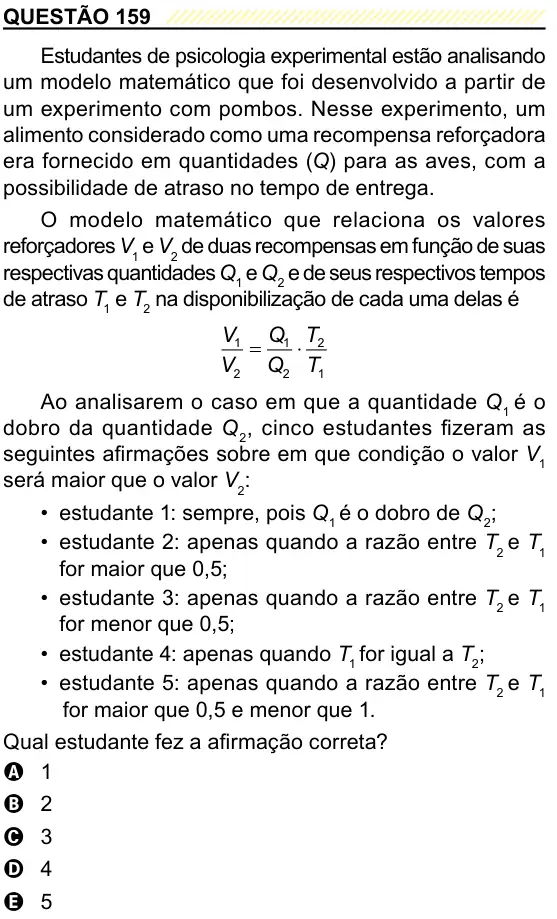 QUESTÃO 159
Estudantes de psicologia experimental estão analisando
um modelo matemático que foi desenvolvido a partir de
um experimento com pombos. Nesse experimento, um
alimento considerado como uma recompensa reforçadora
era fornecido em quantidades (Q) para as aves, com a
possibilidade de atraso no tempo de entrega.
O modelo matemático que relaciona os valores
reforçadores V₁ e V₂ de duas recompensas em função de suas
respectivas quantidades Q₁ e Q₂ e de seus respectivos tempos
de atraso T₁ e T₂ na disponibilização de cada uma delas é
V₁/V₂ = Q₁/Q₂ · T₂/T₁
Ao analisarem o caso em que a quantidade Q₁ é o
dobro da quantidade Q₂, cinco estudantes fizeram as
seguintes afirmações sobre em que condição o valor V₁
será maior que o valor V₂:
• estudante 1: sempre, pois Q₁ é o dobro de Q₂;
• estudante 2: apenas quando a razão entre T₂ e T₁
for maior que 0,5;
• estudante 3: apenas quando a razão entre T₂ e T₁
for menor que 0,5;
• estudante 4: apenas quando T₁ for igual a T₂;
• estudante 5: apenas quando a razão entre T₂ e T₁
for maior que 0,5 e menor que 1.
Qual estudante fez a afirmação correta?
A 1
B 2
C 3
D 4
E 5